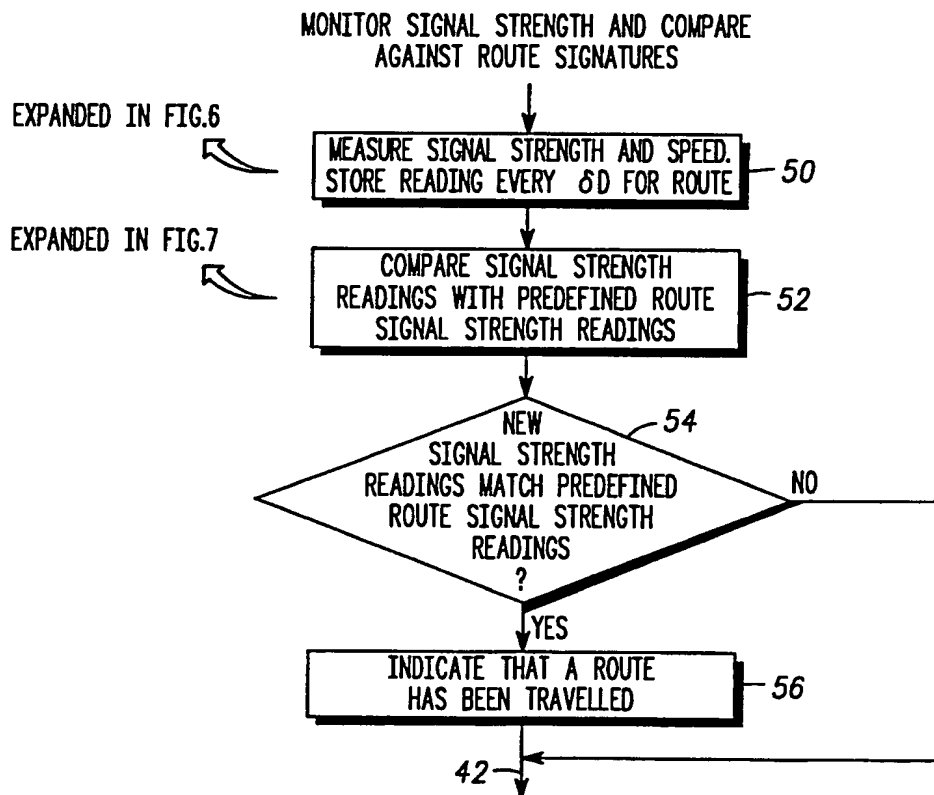 MONITOR SIGNAL STRENGTH AND COMPARE
AGAINST ROUTE SIGNATURES
EXPANDED IN FIG.6
MEASURE SIGNAL STRENGTH AND SPEED.
STORE READING EVERY δD FOR ROUTE
50
EXPANDED IN FIG.7
COMPARE SIGNAL STRENGTH
READINGS WITH PREDEFINED ROUTE
SIGNAL STRENGTH READINGS
52
54
NEW
SIGNAL STRENGTH
READINGS MATCH PREDEFINED
ROUTE SIGNAL STRENGTH
READINGS
?
NO
YES
INDICATE THAT A ROUTE
HAS BEEN TRAVELLED
56
42